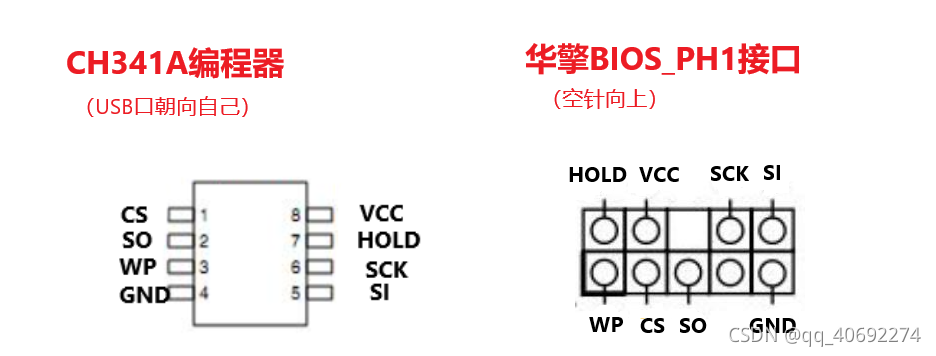 CH341A编程器
（USB口朝向自己）
CS 1 8 VCC
SO 2 7 HOLD
WP 3 6 SCK
GND 4 5 SI
华擎BIOS_PH1接口
（空针向上）
HOLD VCC SCK SI
WP CS SO GND
CSDN @qq_40692274